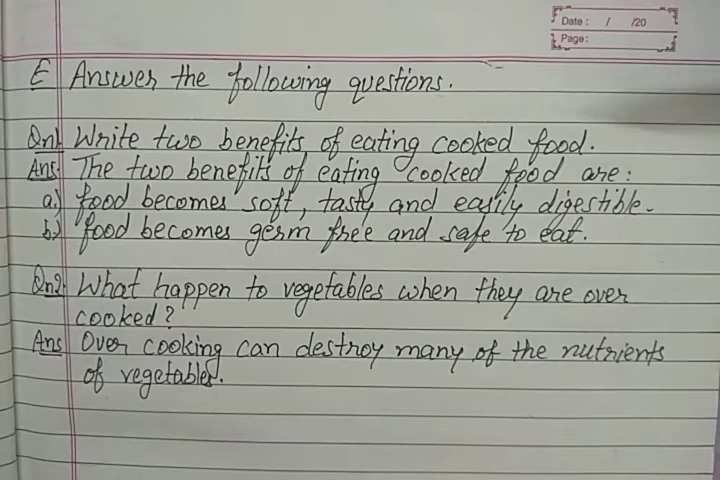 Date : / /20
Page:
E Answer the following questions.
Qn1 Write two benefits of eating cooked food.
Ans The two benefits of eating cooked food are:
a.) food becomes soft, tasty and easily digestible.
b.) food becomes germ free and safe to eat.
Qn2. What happen to vegetables when they are over
cooked?
Ans Over cooking can destroy many of the nutrients
of vegetables.